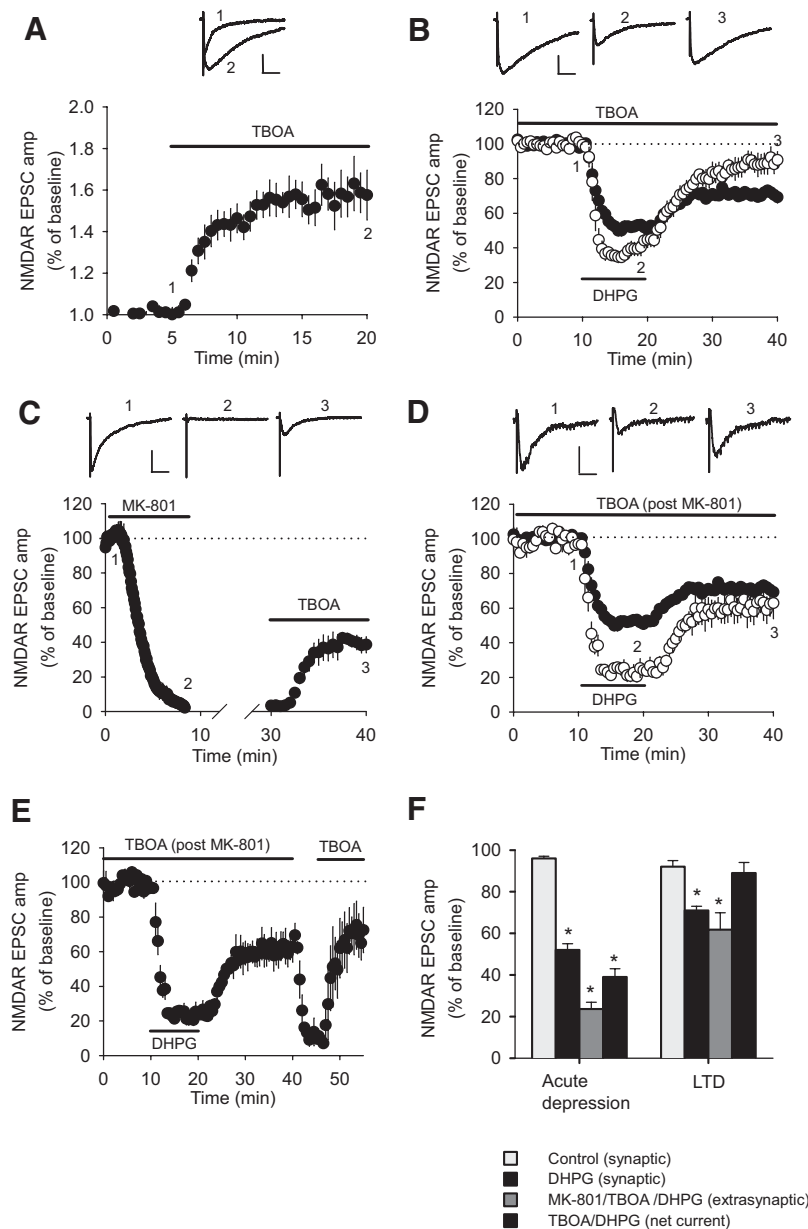 A
1
2
TBOA
2.0
1.8
1.6
1.4
1.2
1.0
NMDAR EPSC amp
(% of baseline)
1
2
0 5 10 15 20
Time (min)
B
1 2 3
TBOA
120
100
80
60
40
20
0
NMDAR EPSC amp
(% of baseline)
1
2
3
DHPG
0 10 20 30 40
Time (min)
C
1 2 3
MK-801
TBOA
120
100
80
60
40
20
0
NMDAR EPSC amp
(% of baseline)
1
2
3
0 10 30 40
Time (min)
D
1 2 3
TBOA (post MK-801)
120
100
80
60
40
20
0
NMDAR EPSC amp
(% of baseline)
1
2
3
DHPG
0 10 20 30 40
Time (min)
E
TBOA (post MK-801) TBOA
120
100
80
60
40
20
0
NMDAR EPSC amp
(% of baseline)
DHPG
0 10 20 30 40 50
Time (min)
F
100
80
60
40
20
0
NMDAR EPSC amp
(% of baseline)
* * * * *
Acute
depression
LTD
Control (synaptic)
DHPG (synaptic)
MK-801/TBOA /DHPG (extrasynaptic)
TBOA/DHPG (net current)